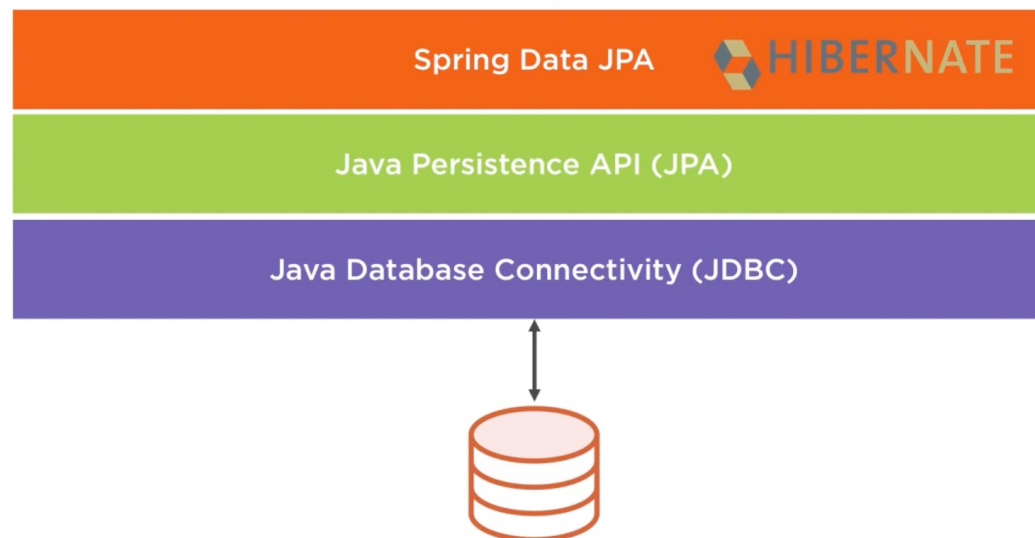 Spring Data JPA
HIBERNATE
Java Persistence API (JPA)
Java Database Connectivity (JDBC)